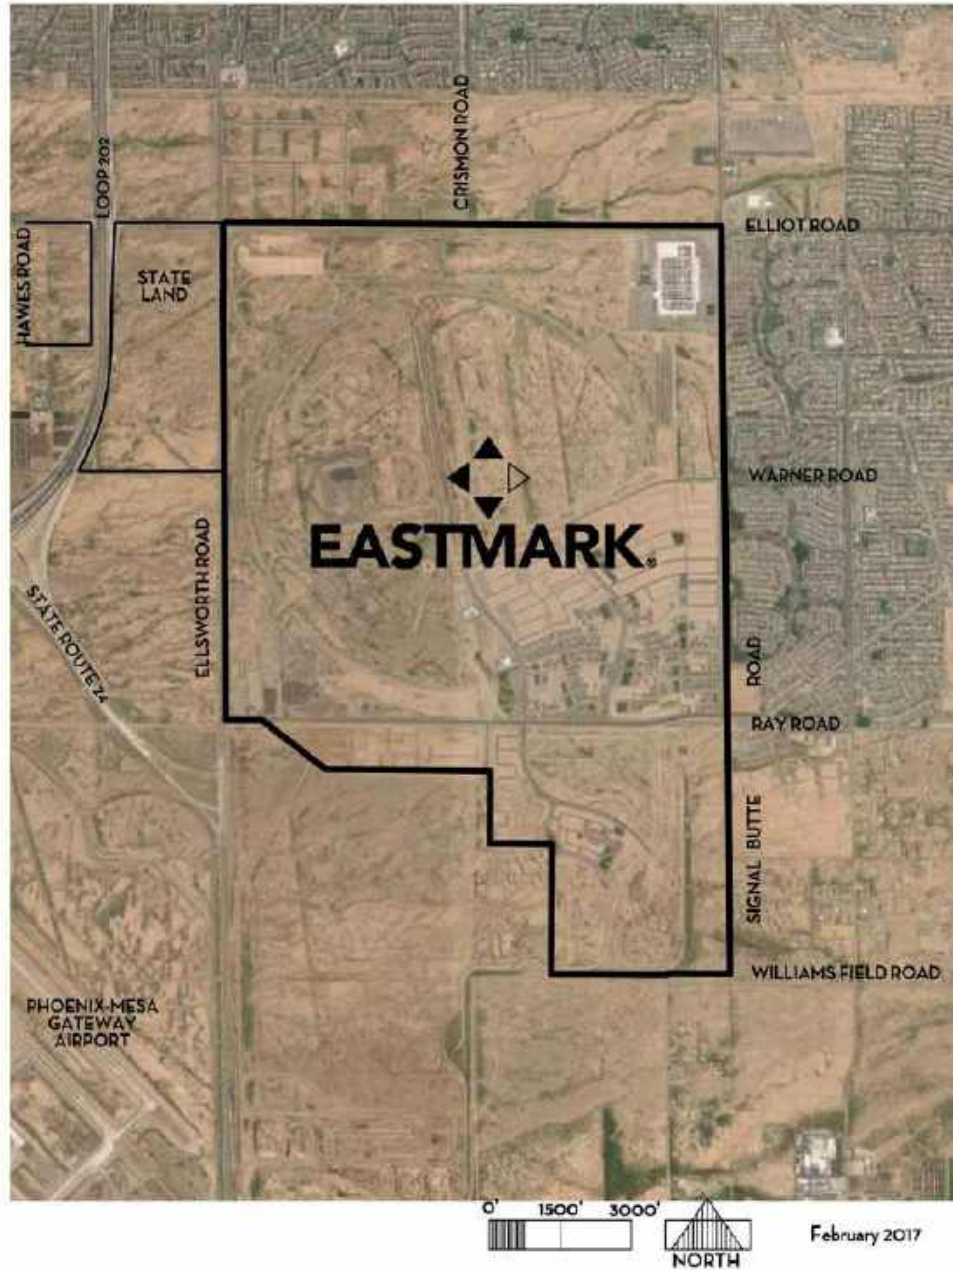 CRISMON ROAD
LOOP 202
ELLIOT ROAD
HAWES ROAD
STATE
LAND
WARNER ROAD
EASTMARK®
ELLSWORTH ROAD
STATE ROUTE 24
ROAD
RAY ROAD
SIGNAL BUTTE
WILLIAMS FIELD ROAD
PHOENIX-MESA
GATEWAY
AIRPORT
0' 1500' 3000'
NORTH
February 2017